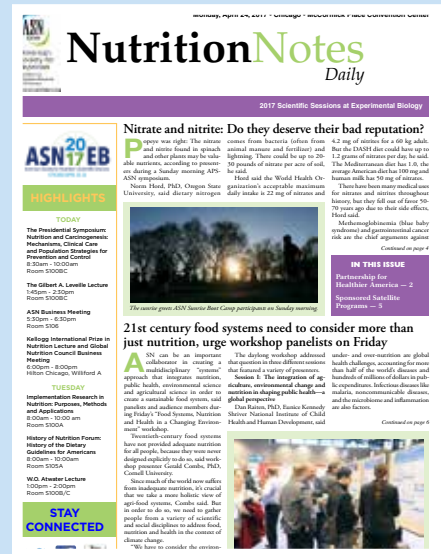 Monday, April 24, 2017 • Chicago • McCormick Place Convention Center
ASN
NutritionNotes
Daily
2017 Scientific Sessions at Experimental Biology
ASN 2017 EB
HIGHLIGHTS
TODAY
The Presidential Symposium:
Nutrition and Carcinogenesis:
Mechanisms, Clinical Care
and Population Strategies for
Prevention and Control
8:30am - 10:00am
Room S100BC
The Gilbert A. Leveille Lecture
1:45pm - 2:30pm
Room S100BC
ASN Business Meeting
5:30pm - 6:30pm
Room S106
Kellogg International Prize in
Nutrition Lecture and Global
Nutrition Council Business
Meeting
6:00pm - 8:00pm
Hilton Chicago, Williford A
TUESDAY
Implementation Research in
Nutrition: Purposes, Methods
and Applications
8:00am - 10:00 am
Room S100A
History of Nutrition Forum:
History of the Dietary
Guidelines for Americans
8:00am - 10:00am
Room S105A
W.O. Atwater Lecture
1:00pm - 2:00pm
Room S100B/C
STAY
CONNECTED
Nitrate and nitrite: Do they deserve their bad reputation?
Popeye was right: The nitrate
and nitrite found in spinach
and other plants may be valu-
able nutrients, according to present-
ers during a Sunday morning APS-
ASN symposium.
Norm Hord, PhD, Oregon State
University, said dietary nitrogen
comes from bacteria (often from
animal manure and fertilizer) and
lightning. There could be up to 20-
30 pounds of nitrate per acre of soil,
he said.
Hord said the World Health Or-
ganization's acceptable maximum
daily intake is 22 mg of nitrates and
4.2 mg of nitrites for a 60 kg adult.
But the DASH diet could have up to
1.2 grams of nitrates per day, he said.
The Mediterranean diet has 1.0, the
average American diet has 100 mg and
human milk has 50 mg of nitrates.
There have been many medical uses
for nitrates and nitrites throughout
history, but they fell out of favor 50-
70 years ago due to their side effects,
Hord said.
Methemoglobinemia (blue baby
syndrome) and gastrointestinal cancer
risk are the chief arguments against
Continued on page 4
The sunrise greets ASN Sunrise Boot Camp participants on Sunday morning.
IN THIS ISSUE
Partnership for
Healthier America — 2
Sponsored Satellite
Programs — 5
21st century food systems need to consider more than
just nutrition, urge workshop panelists on Friday
ASN can be an important
collaborator in creating a
multidisciplinary "systems"
approach that integrates nutrition,
public health, environmental science
and agricultural science in order to
create a sustainable food system, said
panelists and audience members dur-
ing Friday's "Food Systems, Nutrition
and Health in a Changing Environ-
ment" workshop.
Twentieth-century food systems
have not provided adequate nutrition
for all people, because they were never
designed explicitly to do so, said work-
shop presenter Gerald Combs, PhD,
Cornell University.
Since much of the world now suffers
from inadequate nutrition, it's crucial
that we take a more holistic view of
agri-food systems, Combs said. But
in order to do so, we need to gather
people from a variety of scientific
and social disciplines to address food,
nutrition and health in the context of
climate change.
"We have to consider the environ-
The daylong workshop addressed
that question in three different sessions
that featured a variety of presenters.
Session I: The integration of ag-
riculture, environmental change and
nutrition in shaping public health—a
global perspective
Dan Raiten, PhD, Eunice Kennedy
Shriver National Institute of Child
Health and Human Development, said
under- and over-nutrition are global
health challenges, accounting for more
than half of the world's diseases and
hundreds of millions of dollars in pub-
lic expenditures. Infectious diseases like
malaria, noncommunicable diseases,
and the microbiome and inflammation
are also factors.
Continued on page 6